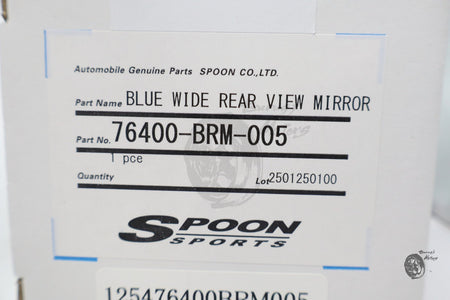 Automobile Genuine Parts SPOON CO.,LTD.
Part Name BLUE WIDE REAR VIEW MIRROR
Part No. 76400-BRM-005
1 pce
Quantity Lot 2501250100
SPOON
SPORTS
125476400BRM005